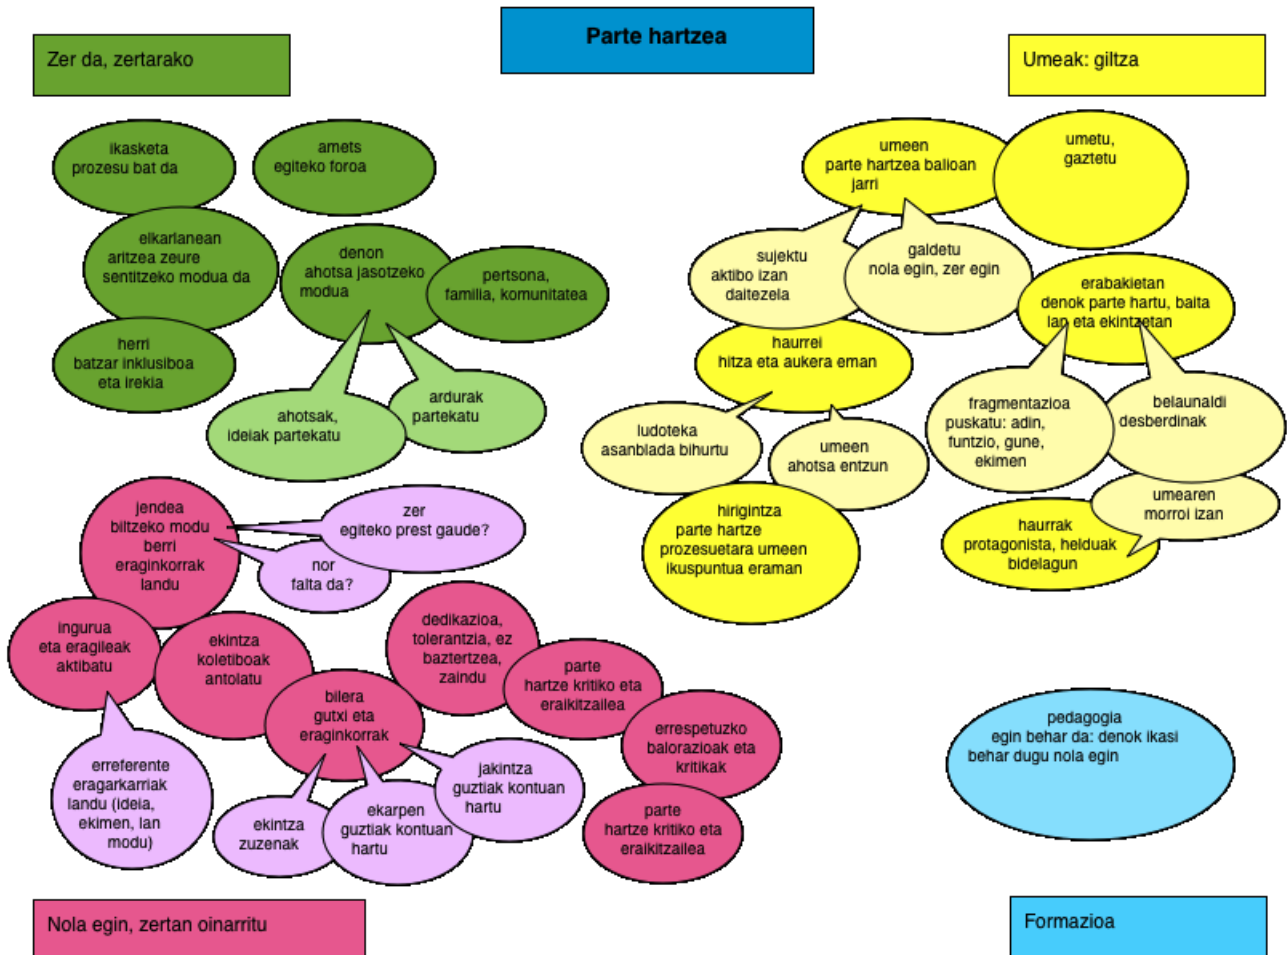 Parte hartzea
Zer da, zertarako
ikasketa
prozesu bat da
amets
egiteko foroa
elkarlanean
aritzea zeure
sentitzeko modua da
denon
ahotsa jasotzeko
modua
pertsona,
familia, komunitatea
herri
batzar inklusiboa
eta irekia
ahotsak,
ideiak partekatu
ardurak
partekatu
Umeak: giltza
umeen
parte hartzea balioan
jarri
umetu,
gaztetu
sujektu
aktibo izan
daitezela
galdetu
nola egin, zer egin
erabakietan
denok parte hartu, baita
lan eta ekintzetan
haurrei
hitza eta aukera eman
fragmentazioa
puskatu: adin,
funtzio, gune,
ekimen
belaunaldi
desberdinak
ludoteka
asanblada bihurtu
umeen
ahotsa entzun
umearen
morroi izan
hirigintza
parte hartze
prozesuetara umeen
ikuspuntua eraman
haurrak
protagonista, helduak
bidelagun
jendea
biltzeko modu
berri
eraginkorrak
landu
zer
egiteko prest gaude?
nor
falta da?
ingurua
eta eragileak
aktibatu
ekintza
koletiboak
antolatu
dedikazioa,
tolerantzia, ez
baztertzea,
zaindu
parte
hartze kritiko eta
eraikitzailea
bilera
gutxi eta
eraginkorrak
errespetuzko
balorazioak eta
kritikak
erreferente
eragarkarriak
landu (ideia,
ekimen, lan
modu)
ekintza
zuzenak
ekarpen
guztiak kontuan
hartu
jakintza
guztiak kontuan
hartu
parte
hartze kritiko eta
eraikitzailea
pedagogia
egin behar da: denok ikasi
behar dugu nola egin
Nola egin, zertan oinarritu
Formazioa